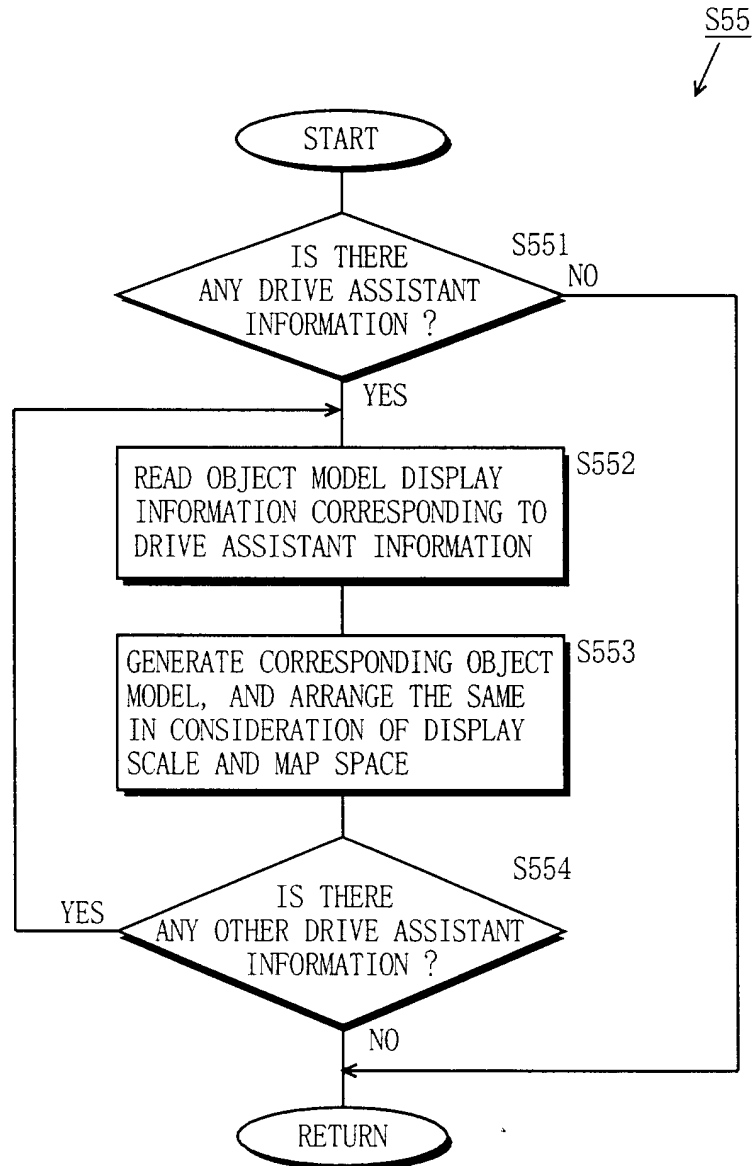 S55
START
S551
IS THERE
ANY DRIVE ASSISTANT
INFORMATION ?
NO
YES
S552
READ OBJECT MODEL DISPLAY
INFORMATION CORRESPONDING TO
DRIVE ASSISTANT INFORMATION
S553
GENERATE CORRESPONDING OBJECT
MODEL, AND ARRANGE THE SAME
IN CONSIDERATION OF DISPLAY
SCALE AND MAP SPACE
S554
IS THERE
ANY OTHER DRIVE ASSISTANT
INFORMATION ?
YES
NO
RETURN